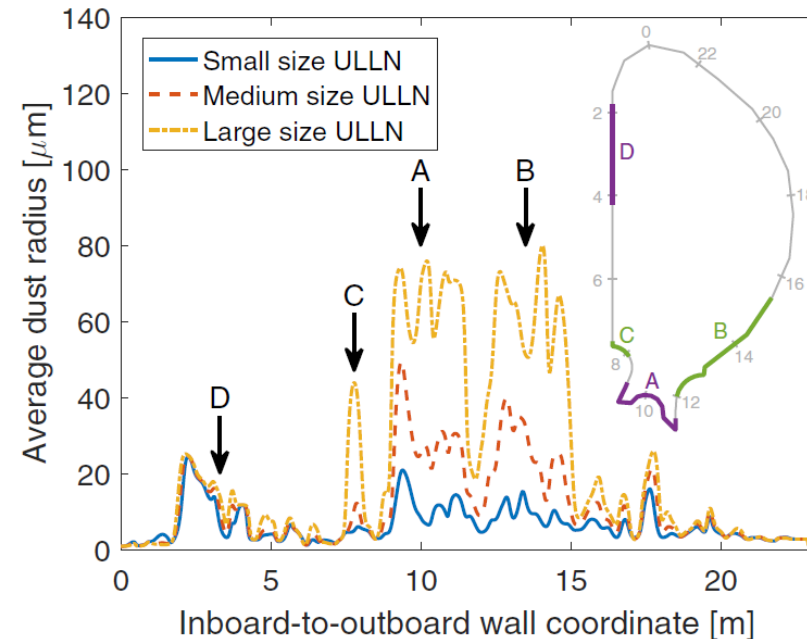 Average dust radius [μm]
140
120
100
80
60
40
20
0
Small size ULLN
Medium size ULLN
Large size ULLN
A
B
C
D
0
22
2
20
D
4
18
6
16
C
B
8
14
A
10
12
0
5
10
15
20
Inboard-to-outboard wall coordinate [m]